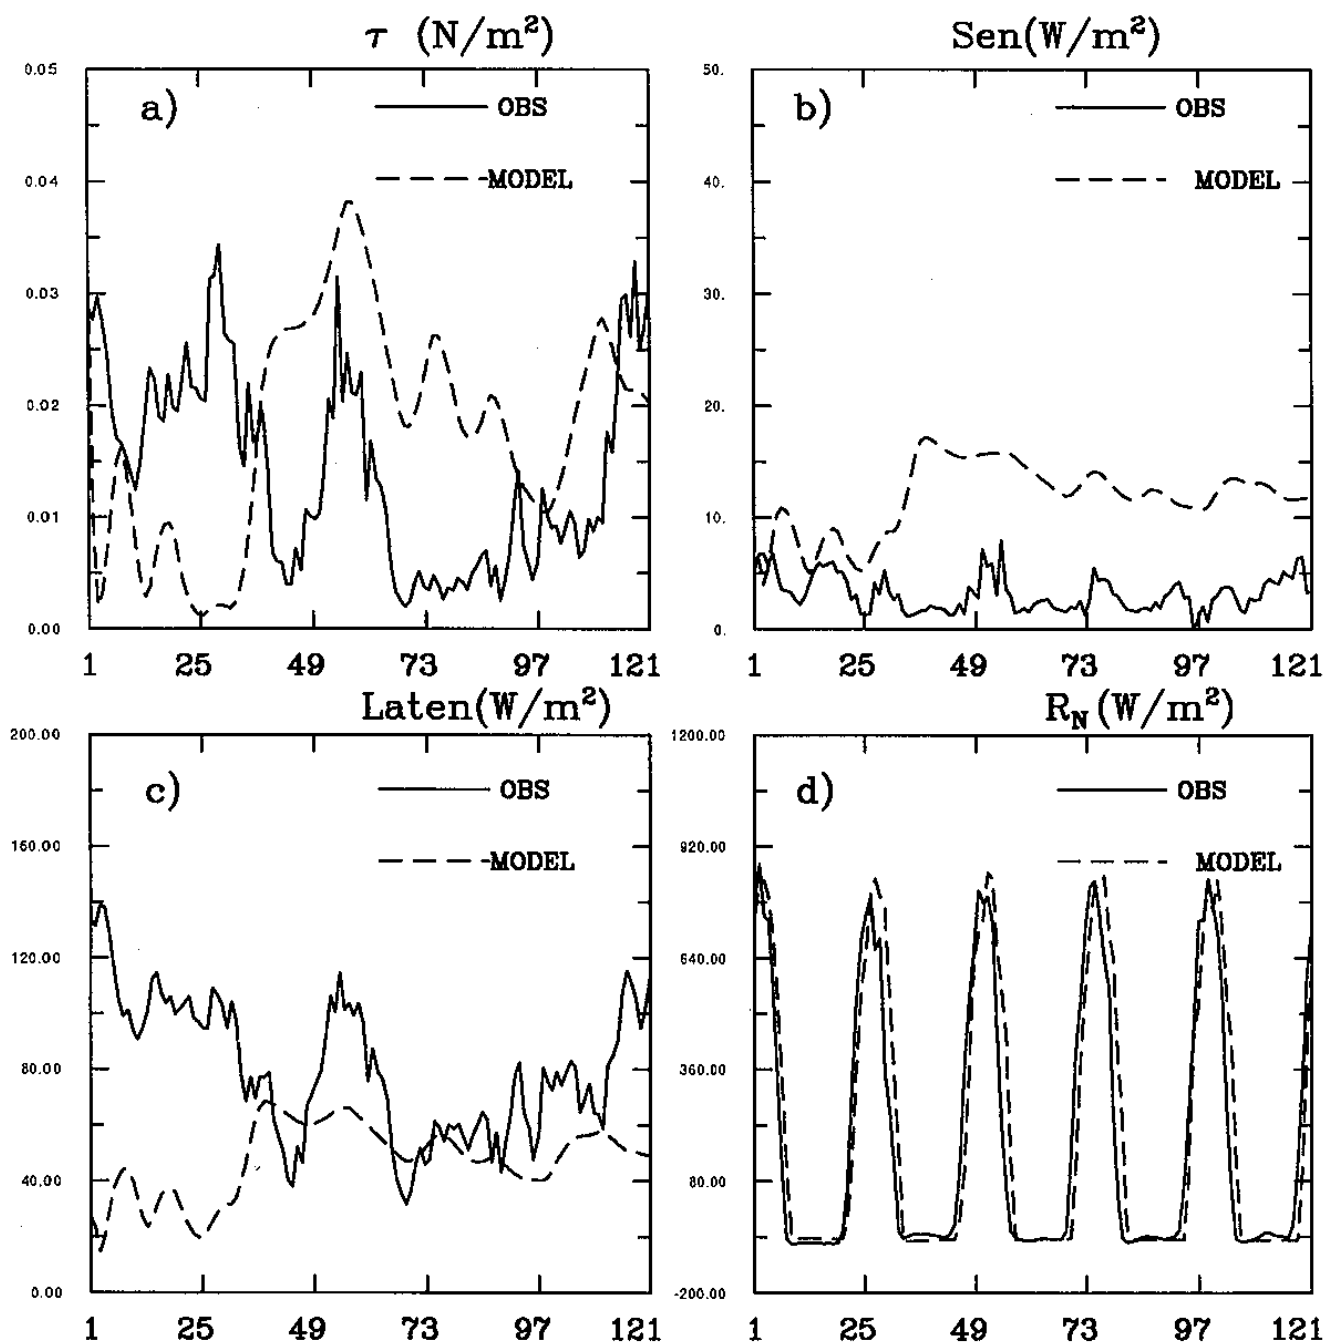 τ (N/m²)
a)
OBS
MODEL
0.05
0.04
0.03
0.02
0.01
0.00
1 25 49 73 97 121
Sen(W/m²)
b)
OBS
MODEL
50.
40.
30.
20.
10.
0.
1 25 49 73 97 121
Laten(W/m²)
c)
OBS
MODEL
200.00
160.00
120.00
80.00
40.00
0.00
1 25 49 73 97 121
R_N(W/m²)
d)
OBS
MODEL
1200.00
920.00
640.00
360.00
80.00
-200.00
1 25 49 73 97 121